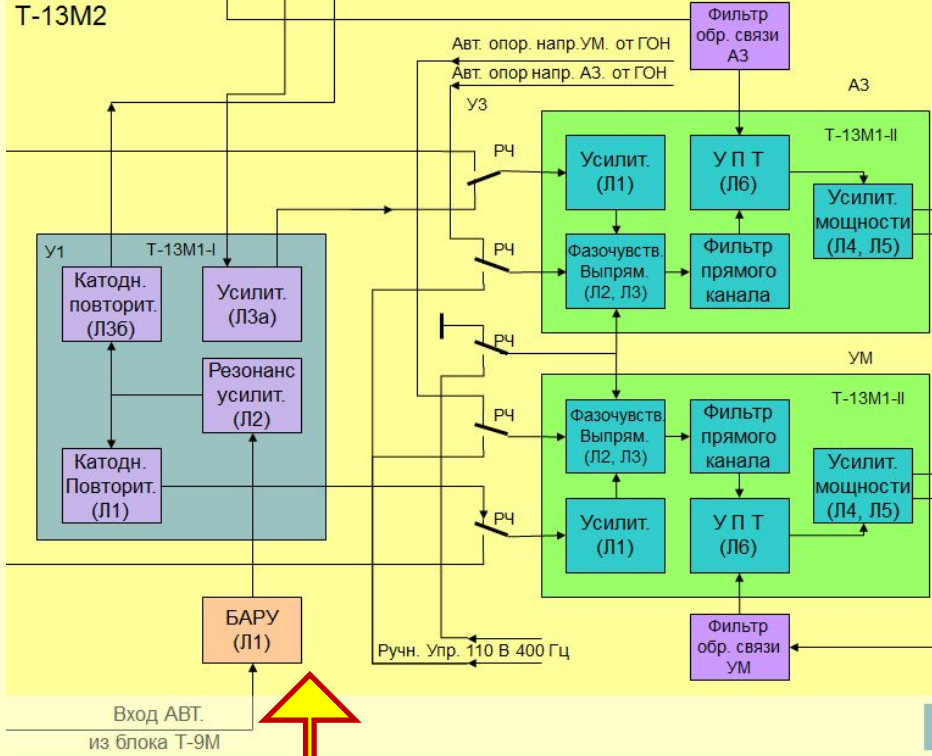 Т-13М2
Фильтр
обр. связи
АЗ
Авт. опор. напр.УМ. от ГОН
Авт. опор напр. АЗ. от ГОН
УЗ
АЗ
Т-13М1-II
РЧ
Усилит.
(Л1)
У П Т
(Л6)
Усилит.
мощности
(Л4, Л5)
РЧ
Фазочувств.
Выпрям.
(Л2, Л3)
Фильтр
прямого
канала
У1
Т-13М1-I
Катодн.
повторит.
(Л3б)
Усилит.
(Л3а)
Резонанс
усилит.
(Л2)
Катодн.
Повторит.
(Л1)
РЧ
УМ
Т-13М1-II
РЧ
Фазочувств.
Выпрям.
(Л2, Л3)
Фильтр
прямого
канала
Усилит.
мощности
(Л4, Л5)
РЧ
Усилит.
(Л1)
У П Т
(Л6)
БАРУ
(Л1)
Ручн. Упр. 110 В 400 Гц
Фильтр
обр. связи
УМ
Вход АВТ.
из блока Т-9М